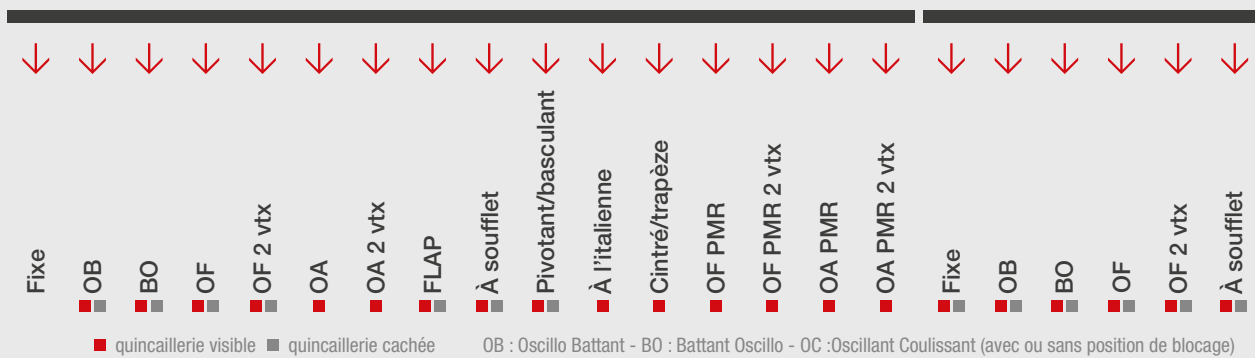 Fixe
OB
BO
OF
OF 2 vtx
OA
OA 2 vtx
FLAP
À soufflet
Pivotant/basculant
À l'italienne
Cintré/trapèze
OF PMR
OF PMR 2 vtx
OA PMR
OA PMR 2 vtx
Fixe
OB
BO
OF
OF 2 vtx
À soufflet
quincaillerie visible quincaillerie cachée OB : Oscillo Battant - BO : Battant Oscillo - OC :Oscillant Coulissant (avec ou sans position de blocage)